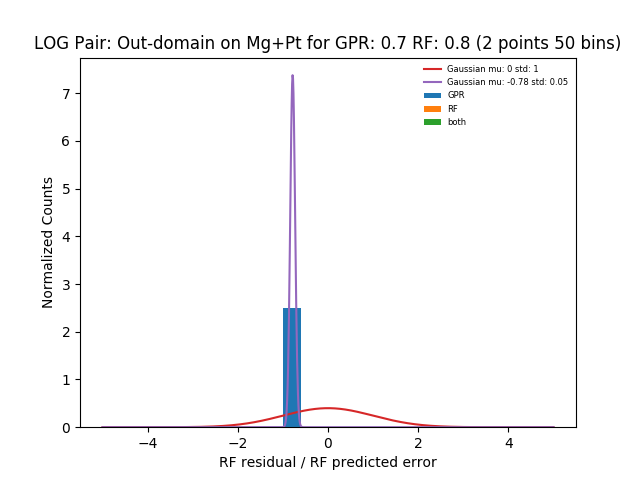 LOG Pair: Out-domain on Mg+Pt for GPR: 0.7 RF: 0.8 (2 points 50 bins)
Gaussian mu: 0 std: 1
Gaussian mu: -0.78 std: 0.05
GPR
RF
both
Normalized Counts
7
6
5
4
3
2
1
0
−4
−2
0
2
4
RF residual / RF predicted error